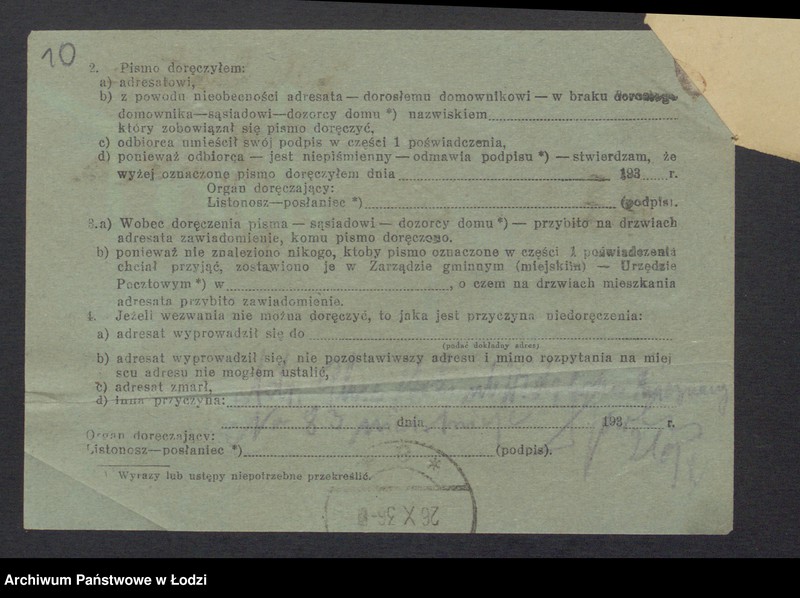 10
2. Pismo doręczyłem:
a) adresatowi,
b) z powodu nieobecności adresata — dorosłemu domownikowi — w braku dorosłego
domownika—sąsiadowi—dozorcy domu *) nazwiskiem
który zobowiązał się pismo doręczyć,
c) odbiorca umieścił swój podpis w części 1 poświadczenia,
d) ponieważ odbiorca — jest niepiśmienny — odmawia podpisu *) — stwierdzam, że
wyżej oznaczone pismo doręczyłem dnia 193 r.
Organ doręczający:
Listonosz—posłaniec *) (podpis).
3.a) Wobec doręczenia pisma — sąsiadowi — dozorcy domu *) — przybito na drzwiach
adresata zawiadomienie, komu pismo doręczono,
b) ponieważ nie znaleziono nikogo, ktoby pismo oznaczone w części 1 poświadczenia
chciał przyjąć, zostawiono je w Zarządzie gminnym (miejskim) — Urzędzie
Pocztowym *) w , o czem na drzwiach mieszkania
adresata przybito zawiadomienie.
4. Jeżeli wezwania nie można doręczyć, to jaka jest przyczyna niedoręczenia:
a) adresat wyprowadził się do
(podać dokładny adres)
b) adresat wyprowadził się, nie pozostawiwszy adresu i mimo rozpytania na miej
scu adresu nie mogłem ustalić,
c) adresat zmarł,
d) inna przyczyna:
No 83
dnia 193 r.
Organ doręczający:
Listonosz—posłaniec *) (podpis).
Wyrazy lub ustępy niepotrzebne przekreślić.
26 X 36
Archiwum Państwowe w Łodzi